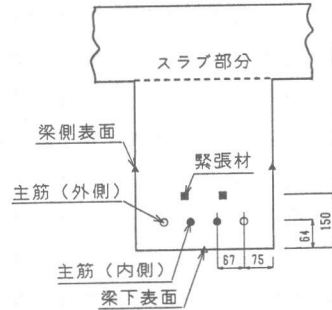 スラブ部分
梁側表面
緊張材
主筋（外側）
150
64
67
75
主筋（内側）
梁下表面